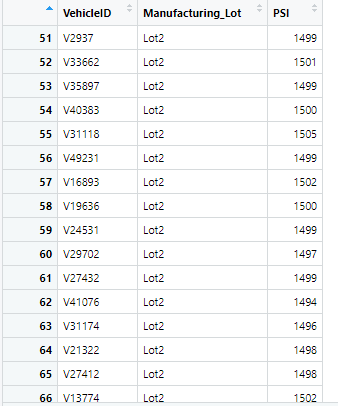 VehicleID Manufacturing_Lot PSI
51 V2937 Lot2 1499
52 V33662 Lot2 1501
53 V35897 Lot2 1499
54 V40383 Lot2 1500
55 V31118 Lot2 1505
56 V49231 Lot2 1499
57 V16893 Lot2 1502
58 V19636 Lot2 1500
59 V24531 Lot2 1499
60 V29702 Lot2 1497
61 V27432 Lot2 1499
62 V41076 Lot2 1494
63 V31174 Lot2 1496
64 V21322 Lot2 1498
65 V27412 Lot2 1498
66 V13774 Lot2 1502